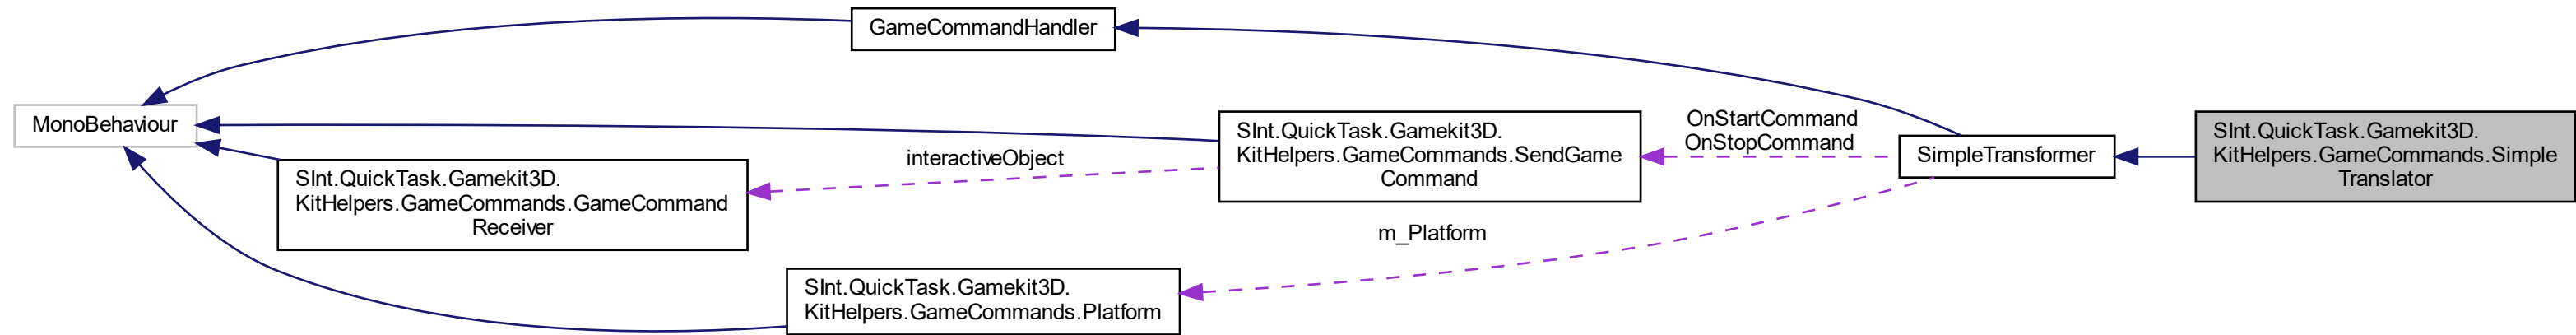 GameCommandHandler
MonoBehaviour
SInt.QuickTask.Gamekit3D.
KitHelpers.GameCommands.GameCommand
Receiver
interactiveObject
SInt.QuickTask.Gamekit3D.
KitHelpers.GameCommands.SendGame
Command
OnStartCommand
OnStopCommand
SimpleTransformer
SInt.QuickTask.Gamekit3D.
KitHelpers.GameCommands.Simple
Translator
m_Platform
SInt.QuickTask.Gamekit3D.
KitHelpers.GameCommands.Platform